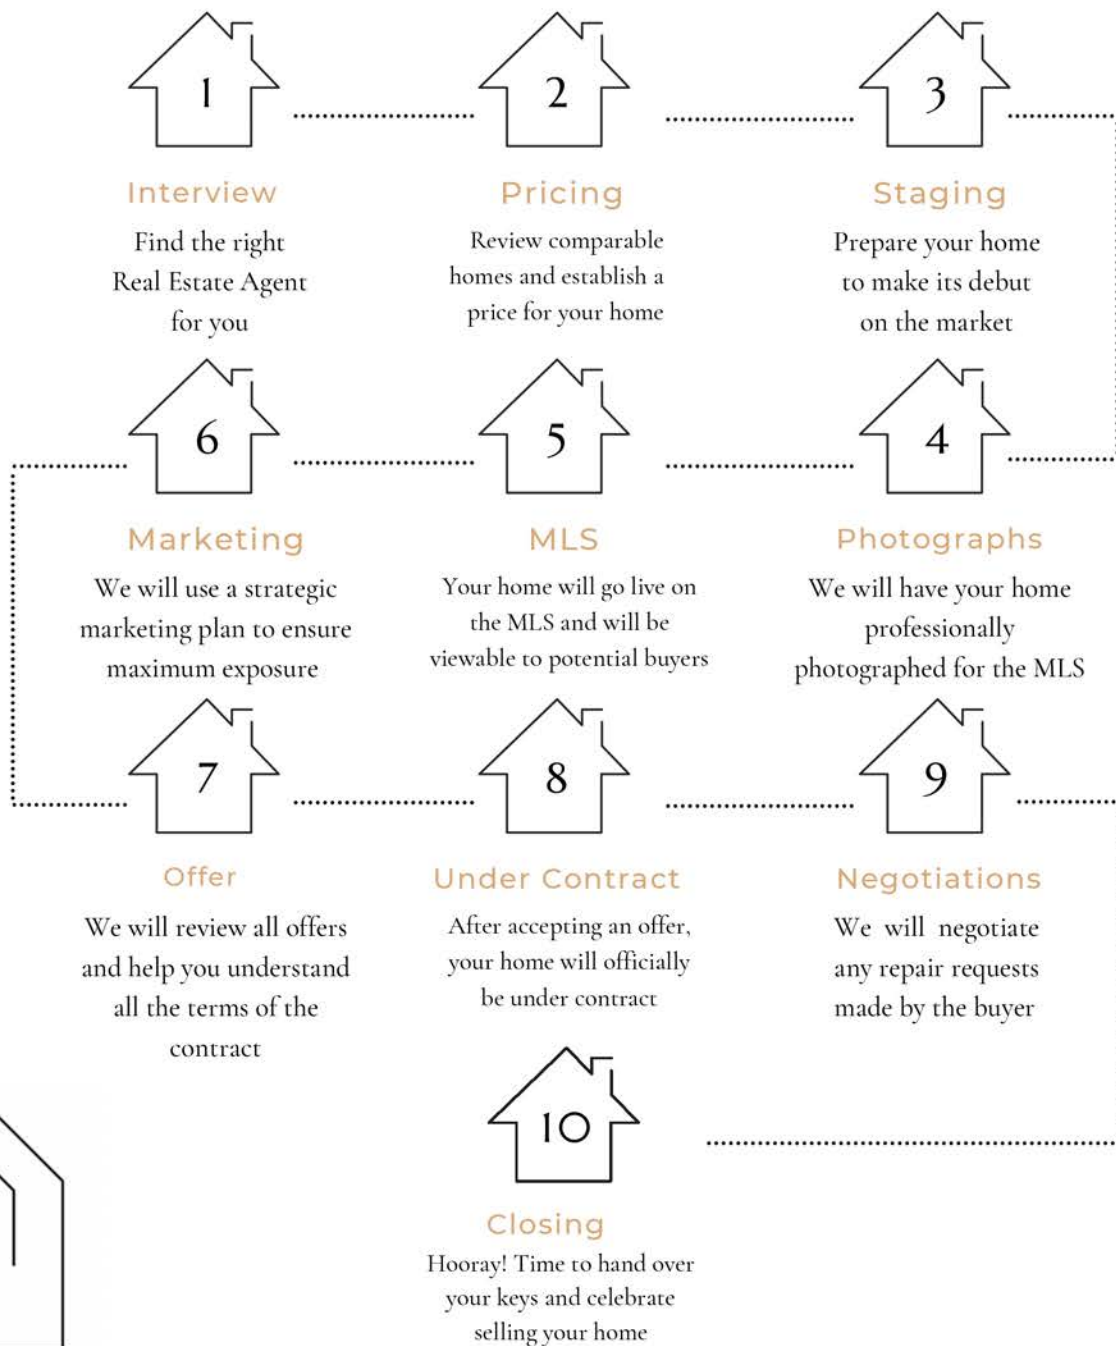 1
Interview
Find the right
Real Estate Agent
for you
2
Pricing
Review comparable
homes and establish a
price for your home
3
Staging
Prepare your home
to make its debut
on the market
4
Photographs
We will have your home
professionally
photographed for the MLS
5
MLS
Your home will go live on
the MLS and will be
viewable to potential buyers
6
Marketing
We will use a strategic
marketing plan to ensure
maximum exposure
7
Offer
We will review all offers
and help you understand
all the terms of the
contract
8
Under Contract
After accepting an offer,
your home will officially
be under contract
9
Negotiations
We will negotiate
any repair requests
made by the buyer
10
Closing
Hooray! Time to hand over
your keys and celebrate
selling your home